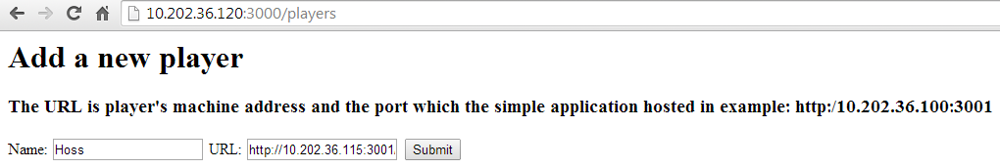 10.202.36.120:3000/players
Add a new player
The URL is player's machine address and the port which the simple application hosted in example: http:/10.202.36.100:3001
Name: Hoss URL: http://10.202.36.115:3001/ Submit